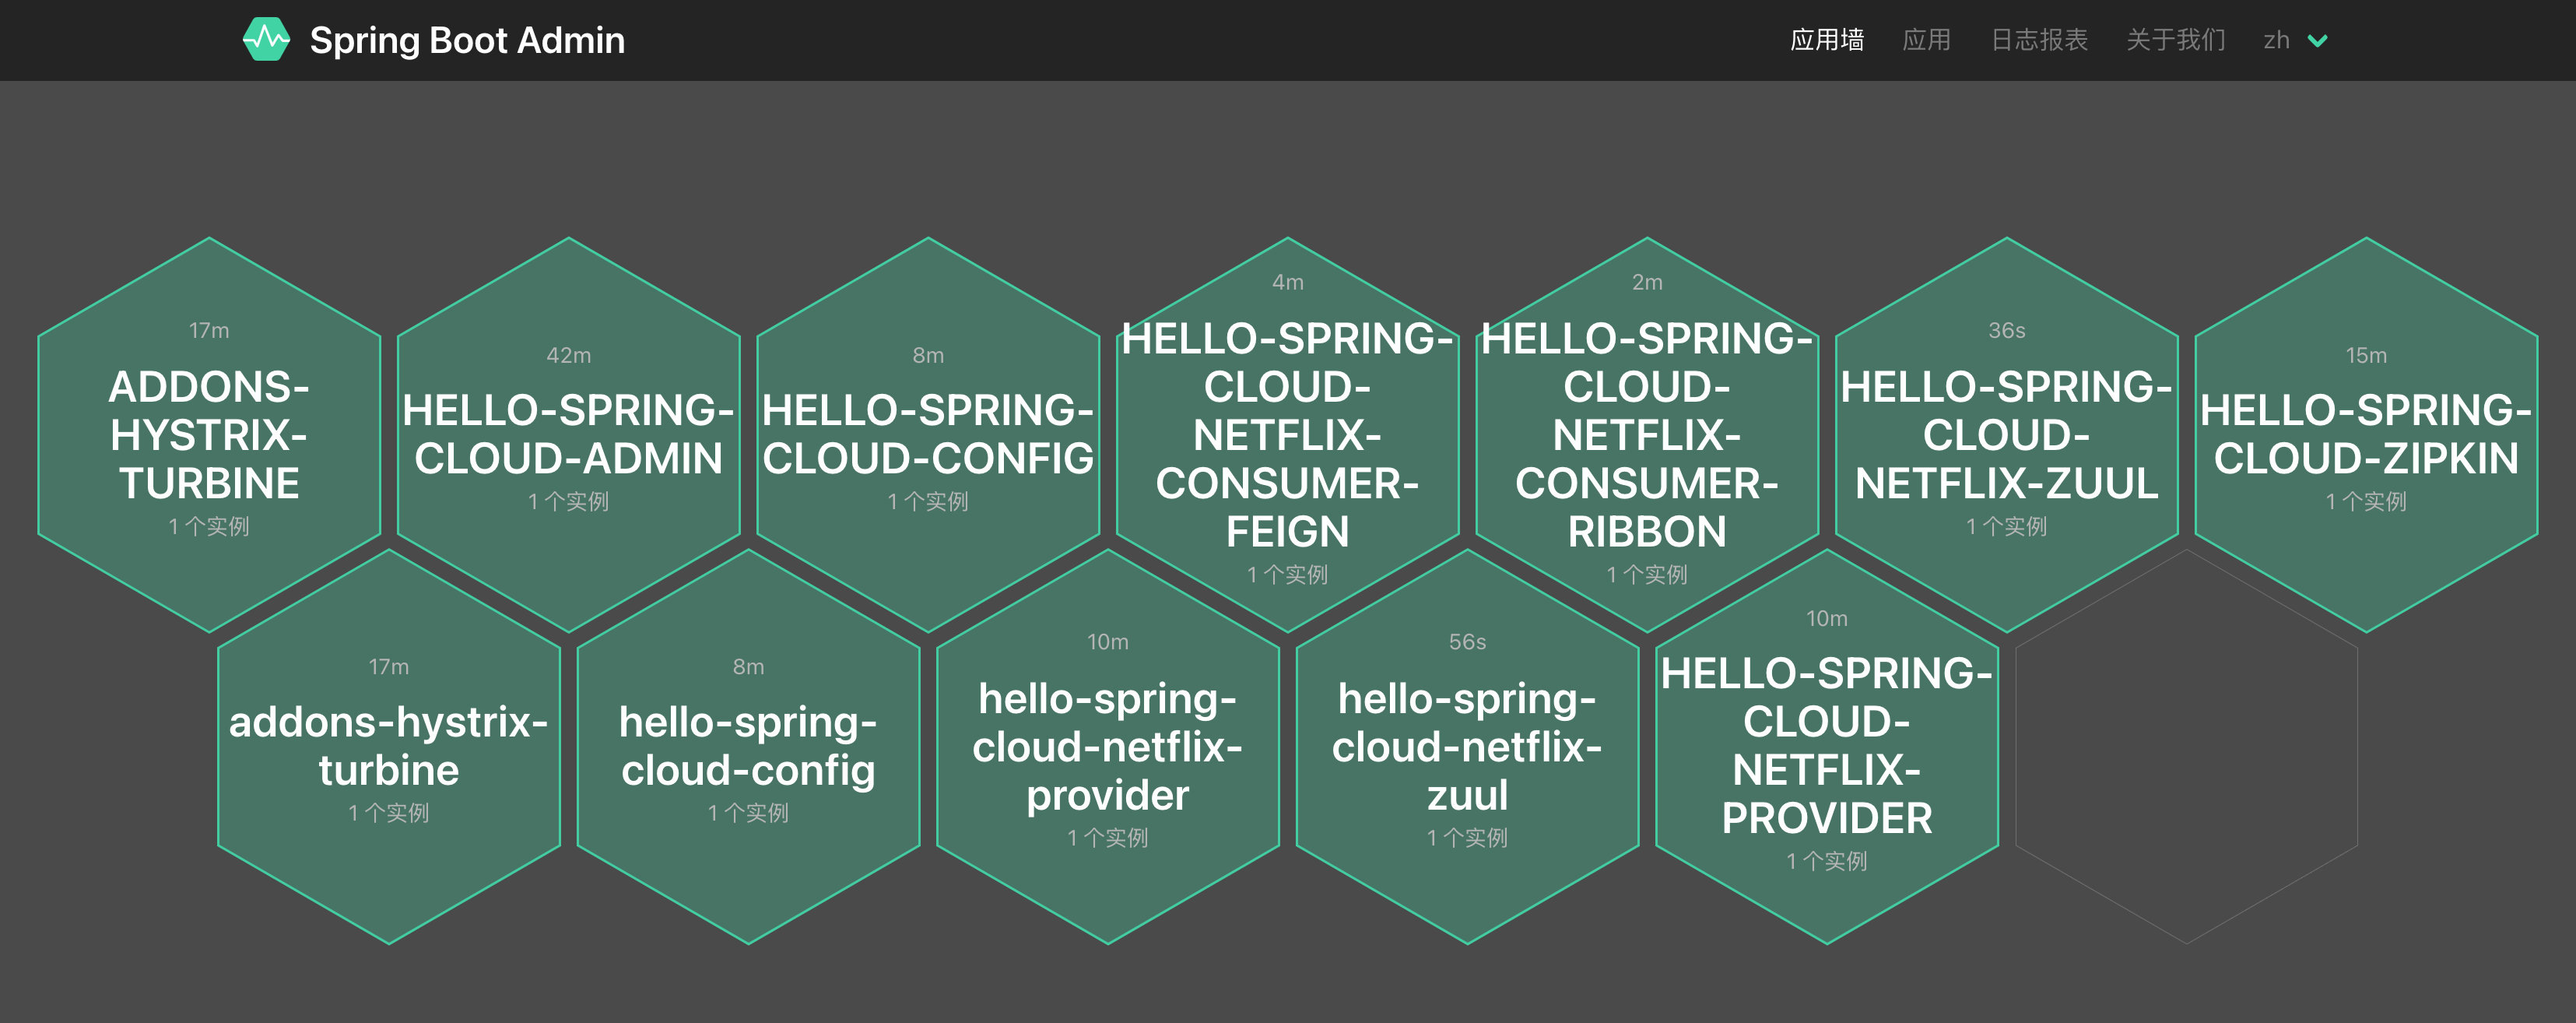 Spring Boot Admin
应用墙 应用 日志报表 关于我们 zh
17m
ADDONS-
HYSTRIX-
TURBINE
1 个实例
42m
HELLO-SPRING-
CLOUD-ADMIN
1 个实例
8m
HELLO-SPRING-
CLOUD-CONFIG
1 个实例
4m
HELLO-SPRING-
CLOUD-
NETFLIX-
CONSUMER-
FEIGN
1 个实例
2m
HELLO-SPRING-
CLOUD-
NETFLIX-
CONSUMER-
RIBBON
1 个实例
36s
HELLO-SPRING-
CLOUD-
NETFLIX-ZUUL
1 个实例
15m
HELLO-SPRING-
CLOUD-ZIPKIN
1 个实例
17m
addons-hystrix-
turbine
1 个实例
8m
hello-spring-
cloud-config
1 个实例
10m
hello-spring-
cloud-netflix-
provider
1 个实例
56s
hello-spring-
cloud-netflix-
zuul
1 个实例
10m
HELLO-SPRING-
CLOUD-
NETFLIX-
PROVIDER
1 个实例